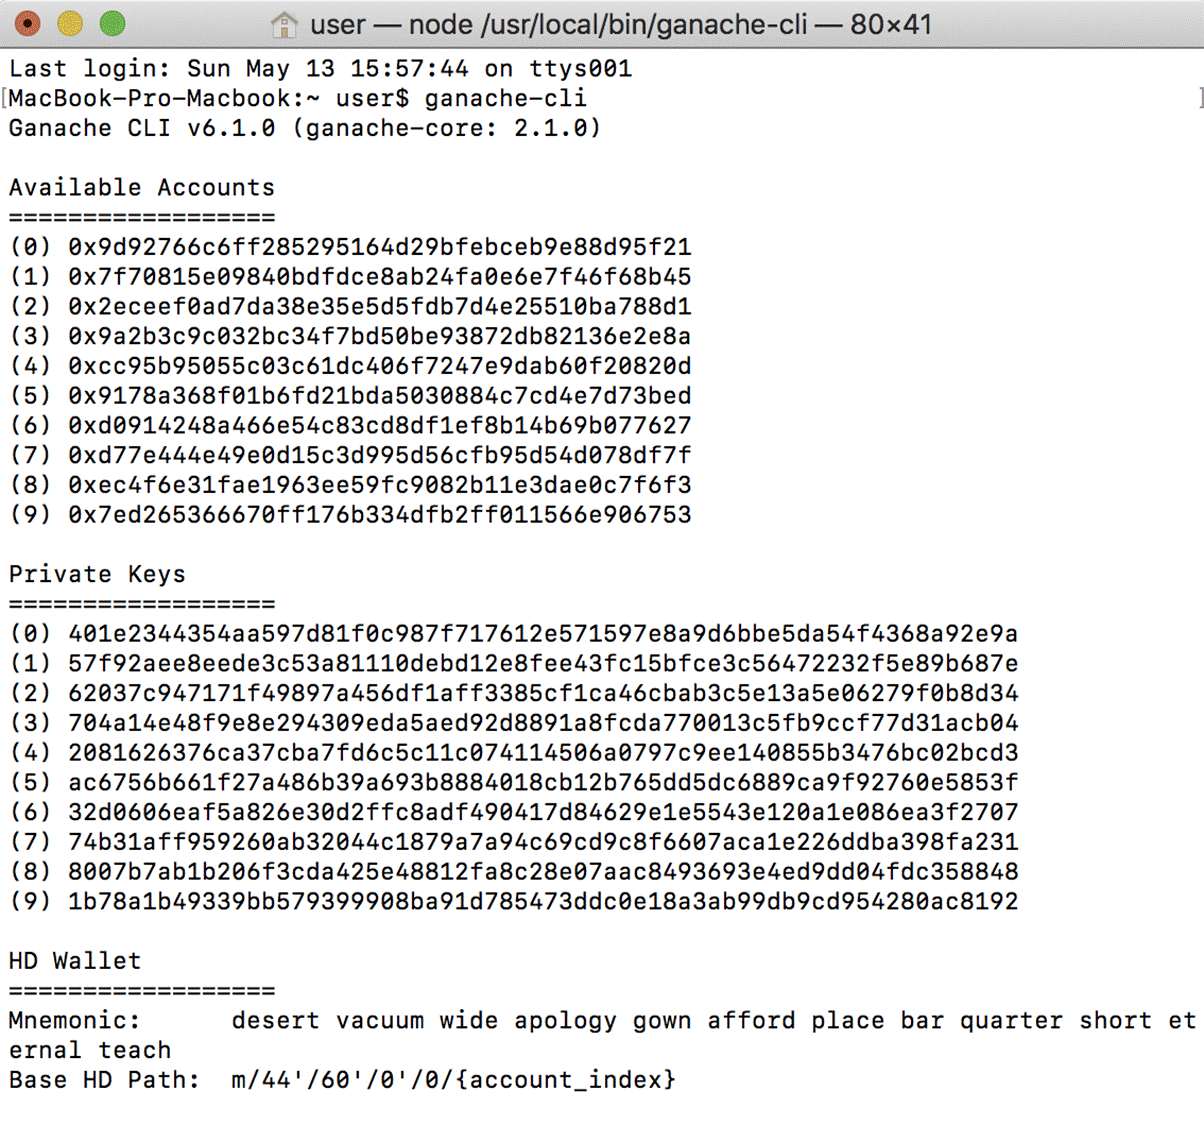 user — node /usr/local/bin/ganache-cli — 80×41
Last login: Sun May 13 15:57:44 on ttys001
[MacBook-Pro-Macbook:~ user$ ganache-cli ]
Ganache CLI v6.1.0 (ganache-core: 2.1.0)
Available Accounts
==================
(0) 0x9d92766c6ff285295164d29bfebceb9e88d95f21
(1) 0x7f70815e09840bdfdce8ab24fa0e6e7f46f68b45
(2) 0x2eceef0ad7da38e35e5d5fdb7d4e25510ba788d1
(3) 0x9a2b3c9c032bc34f7bd50be93872db82136e2e8a
(4) 0xcc95b95055c03c61dc406f7247e9dab60f20820d
(5) 0x9178a368f01b6fd21bda5030884c7cd4e7d73bed
(6) 0xd0914248a466e54c83cd8df1ef8b14b69b077627
(7) 0xd77e444e49e0d15c3d995d56cfb95d54d078df7f
(8) 0xec4f6e31fae1963ee59fc9082b11e3dae0c7f6f3
(9) 0x7ed265366670ff176b334dfb2ff011566e906753
Private Keys
==================
(0) 401e2344354aa597d81f0c987f717612e571597e8a9d6bbe5da54f4368a92e9a
(1) 57f92aee8eede3c53a81110debd12e8fee43fc15bfce3c56472232f5e89b687e
(2) 62037c947171f49897a456df1aff3385cf1ca46cbab3c5e13a5e06279f0b8d34
(3) 704a14e48f9e8e294309eda5aed92d8891a8fcda770013c5fb9ccf77d31acb04
(4) 2081626376ca37cba7fd6c5c11c074114506a0797c9ee140855b3476bc02bcd3
(5) ac6756b661f27a486b39a693b8884018cb12b765dd5dc6889ca9f92760e5853f
(6) 32d0606eaf5a826e30d2ffc8adf490417d84629e1e5543e120a1e086ea3f2707
(7) 74b31aff959260ab32044c1879a7a94c69cd9c8f6607aca1e226ddba398fa231
(8) 8007b7ab1b206f3cda425e48812fa8c28e07aac8493693e4ed9dd04fdc358848
(9) 1b78a1b49339bb579399908ba91d785473ddc0e18a3ab99db9cd954280ac8192
HD Wallet
==================
Mnemonic:      desert vacuum wide apology gown afford place bar quarter short et
ernal teach
Base HD Path:  m/44'/60'/0'/0/{account_index}